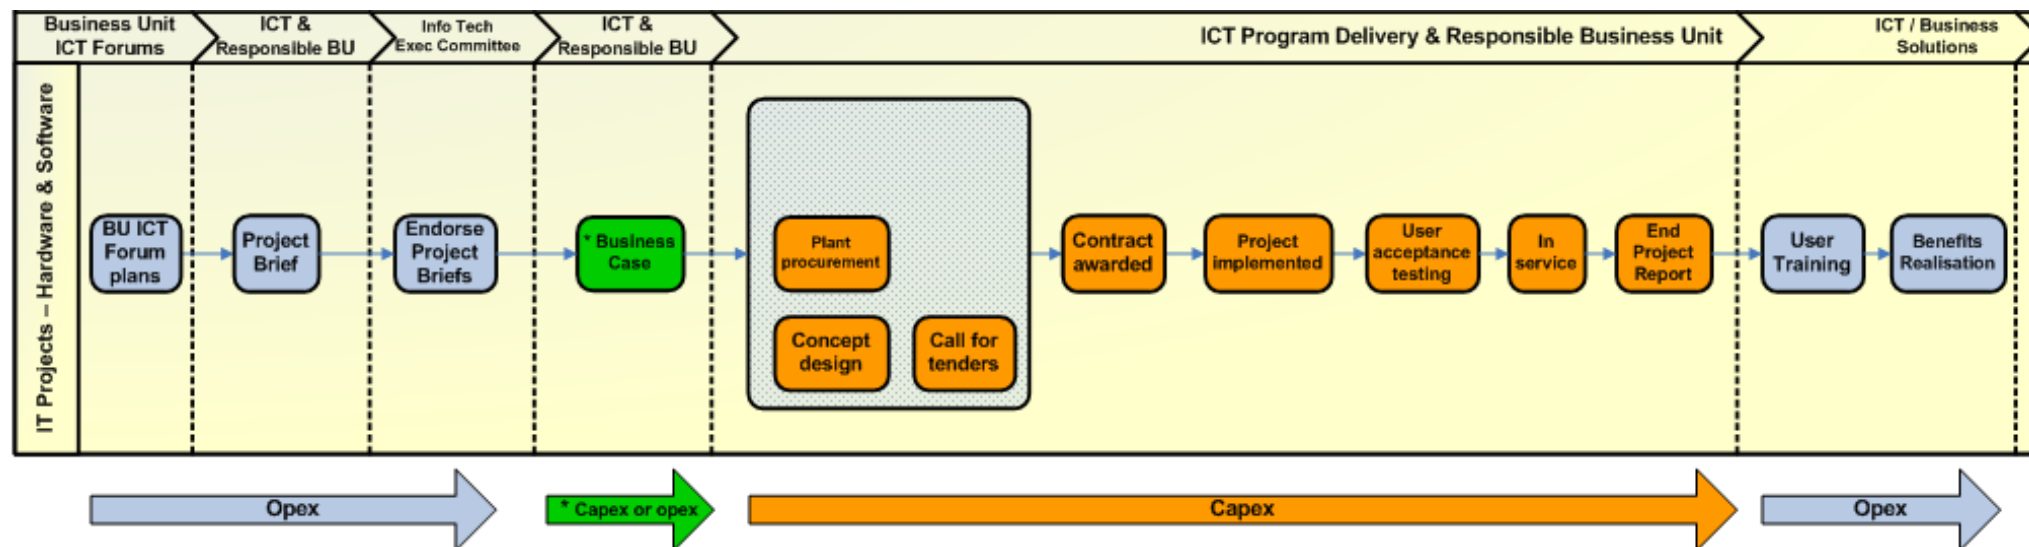 Business Unit
ICT Forums
ICT &
Responsible BU
Info Tech
Exec Committee
ICT &
Responsible BU
ICT Program Delivery & Responsible Business Unit
ICT / Business
Solutions
IT Projects – Hardware & Software
BU ICT
Forum
plans
Project
Brief
Endorse
Project
Briefs
* Business
Case
Plant
procurement
Concept
design
Call for
tenders
Contract
awarded
Project
implemented
User
acceptance
testing
In
service
End
Project
Report
User
Training
Benefits
Realisation
Opex
* Capex or opex
Capex
Opex